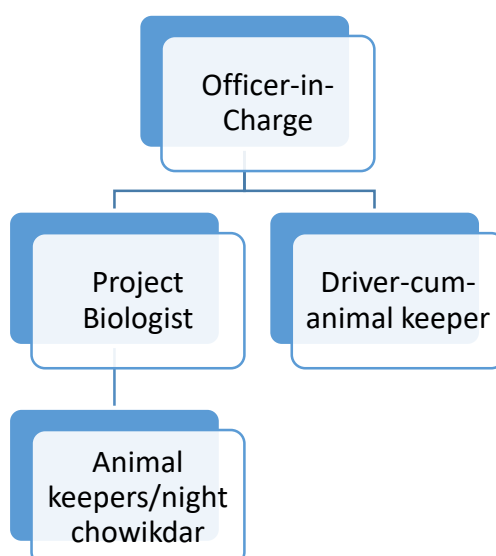 Officer-in-
Charge
Project
Biologist
Driver-cum-
animal keeper
Animal
keepers/night
chowikdar